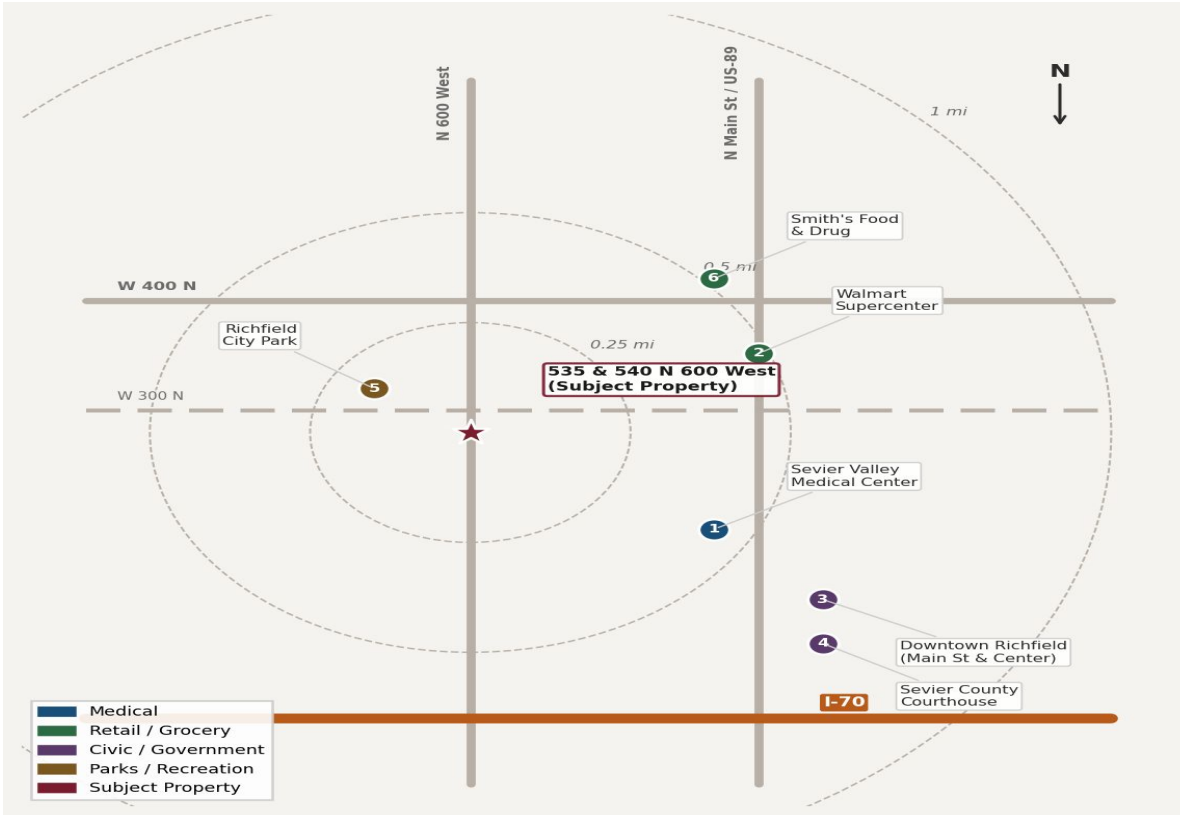 N 600 West
N Main St / US-89
N
1 mi
Smith's Food
& Drug
0.5 mi
6
W 400 N
Walmart
Supercenter
Richfield
City Park
0.25 mi
2
535 & 540 N 600 West
(Subject Property)
5
W 300 N
Sevier Valley
Medical Center
1
3
Downtown Richfield
(Main St & Center)
4
Sevier County
Courthouse
I-70
Medical
Retail / Grocery
Civic / Government
Parks / Recreation
Subject Property